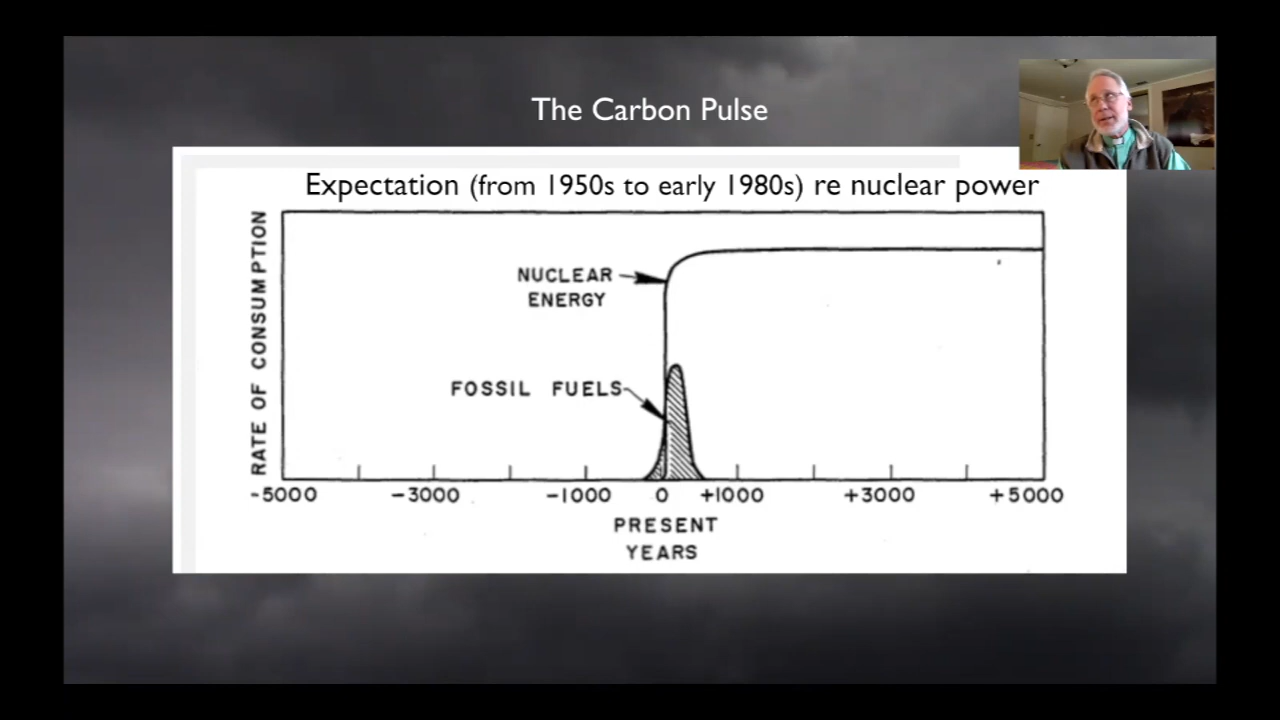 The Carbon Pulse
Expectation (from 1950s to early 1980s) re nuclear power
RATE OF CONSUMPTION
NUCLEAR
ENERGY
FOSSIL FUELS
-5000 -3000 -1000 0 +1000 +3000 +5000
PRESENT
YEARS